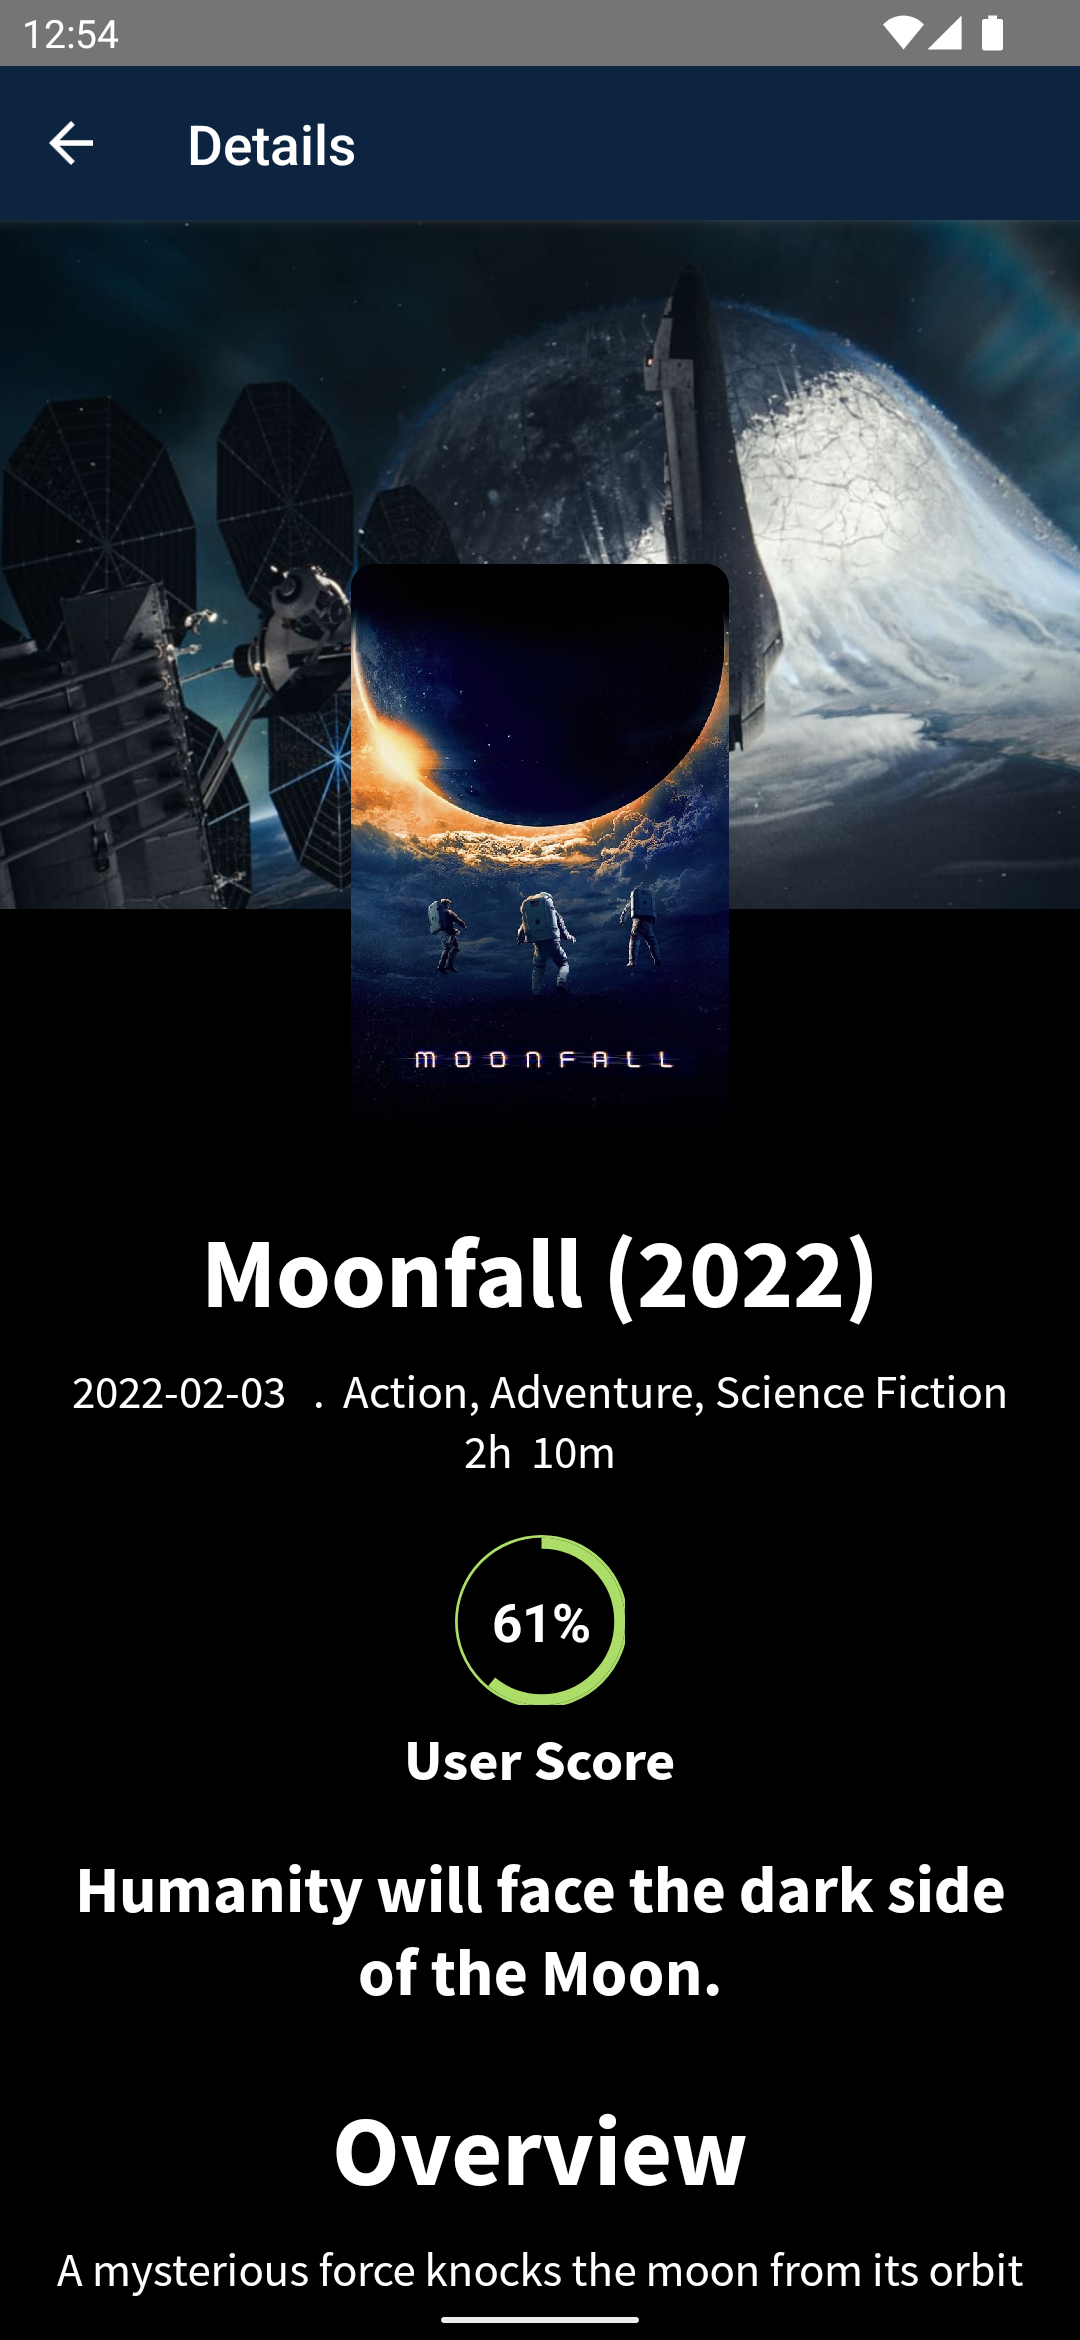 12:54
Details
MOONFALL
Moonfall (2022)
2022-02-03 . Action, Adventure, Science Fiction
2h 10m
61%
User Score
Humanity will face the dark side
of the Moon.
Overview
A mysterious force knocks the moon from its orbit